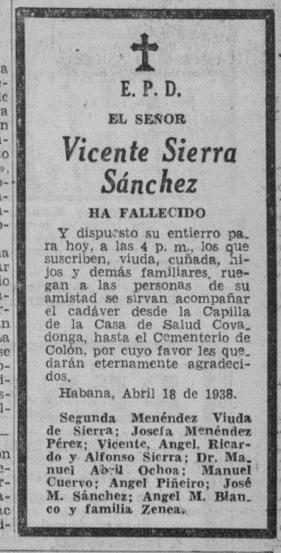 E. P. D.
EL SEÑOR
Vicente Sierra
Sánchez
HA FALLECIDO
Y dispuesto su entierro pa
ra hoy, a las 4 p. m., los que
suscriben, viuda, cuñada, hi-
jos y demás familiares, rue-
gan a las personas de su
amistad se sirvan acompañar
el cadáver desde la Capilla
de la Casa de Salud Cova-
donga, hasta el Cementerio de
Colón, por cuyo favor les que-
darán eternamente agradeci-
dos.
Habana, Abril 18 de 1938.
Segunda Menéndez Viuda
de Sierra; Josefa Menéndez
Pérez; Vicente, Angel, Ricar-
do y Alfonso Sierra; Dr. Ma-
nuel Abril Ochoa; Manuel
Cuervo; Angel Piñeiro; José
M. Sánchez; Angel M. Blan-
co y familia Zenea.